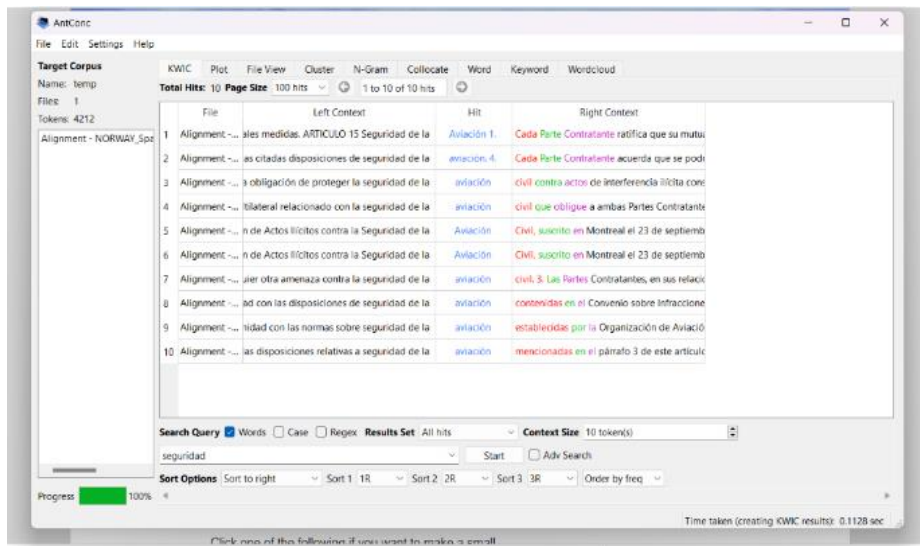 AntConc
File Edit Settings Help
Target Corpus
Name: temp
Files: 1
Tokens: 4212
Alignment - NORWAY_Spa
Progress 100%
KWIC Plot File View Cluster N-Gram Collocate Word Keyword Wordcloud
Total Hits: 10 Page Size 100 hits 1 to 10 of 10 hits
File Left Context Hit Right Context
1 Alignment -... ales medidas. ARTICULO 15 Seguridad de la Aviación 1. Cada Parte Contratante ratifica que su mutua
2 Alignment -... as citadas disposiciones de seguridad de la aviación. 4. Cada Parte Contratante acuerda que se podr
3 Alignment -... a obligación de proteger la seguridad de la aviación civil contra actos de interferencia ilícita cons
4 Alignment -... ltilateral relacionado con la seguridad de la aviación civil que obligue a ambas Partes Contratante
5 Alignment -... n de Actos Ilícitos contra la Seguridad de la Aviación Civil, suscrito en Montreal el 23 de septiemb
6 Alignment -... n de Actos Ilícitos contra la Seguridad de la Aviación Civil, suscrito en Montreal el 23 de septiemb
7 Alignment -... uier otra amenaza contra la seguridad de la aviación civil. 3. Las Partes Contratantes, en sus relacio
8 Alignment -... ad con las disposiciones de seguridad de la aviación contenidas en el Convenio sobre Infraccione
9 Alignment -... nidad con las normas sobre seguridad de la aviación establecidas por la Organización de Aviació
10 Alignment -... las disposiciones relativas a seguridad de la aviación mencionadas en el párrafo 3 de este artículo
Search Query Words Case Regex Results Set All hits Context Size 10 token(s)
seguridad Start Adv Search
Sort Options Sort to right Sort 1 1R Sort 2 2R Sort 3 3R Order by freq
Time taken (creating KWIC results): 0.1128 sec
Click one of the following if you want to make a small